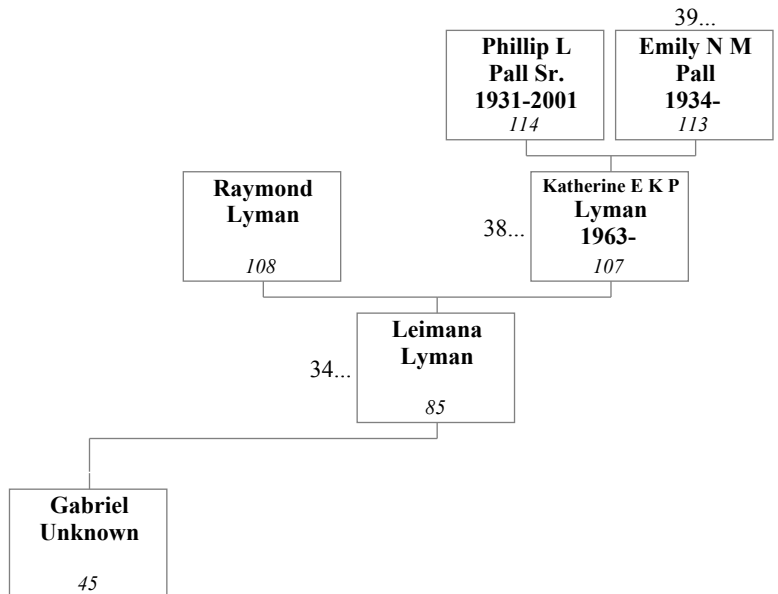 39...
Phillip L
Pall Sr.
1931-2001
114
Emily N M
Pall
1934-
113
Raymond
Lyman
108
38...
Katherine E K P
Lyman
1963-
107
34...
Leimana
Lyman
85
Gabriel
Unknown
45